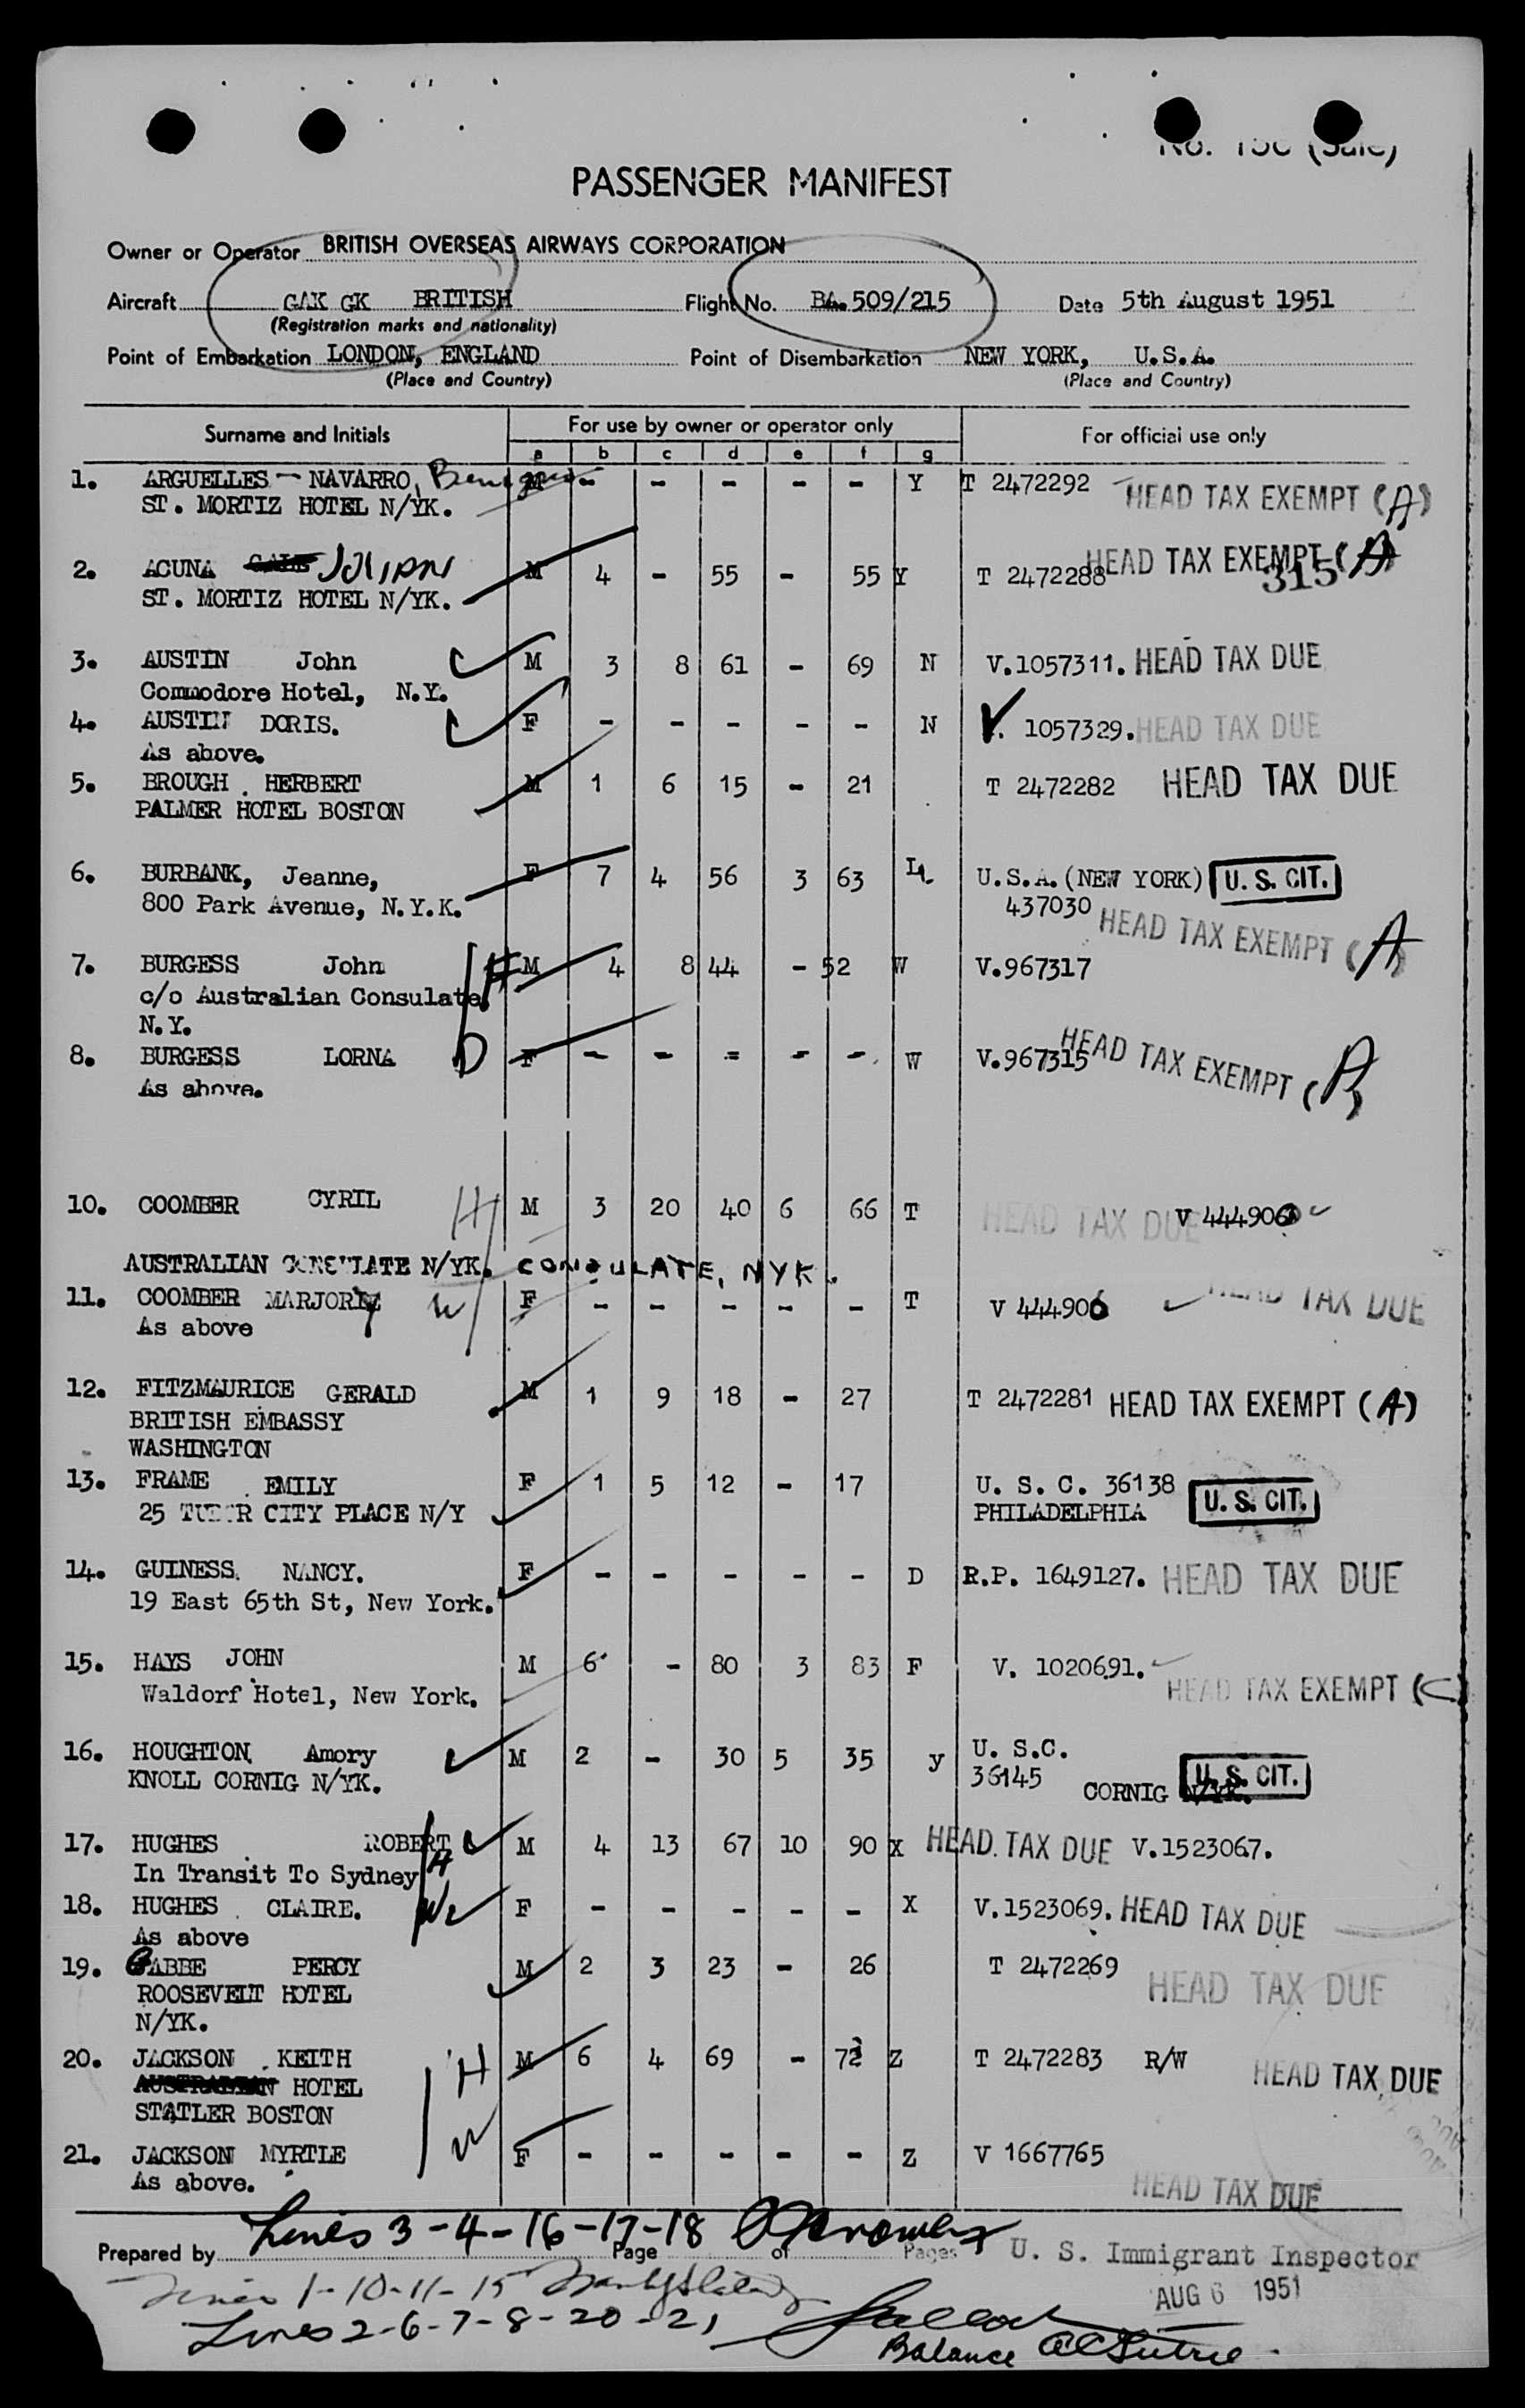 No. 156 (Sale)
PASSENGER MANIFEST
Owner or Operator BRITISH OVERSEAS AIRWAYS CORPORATION
Aircraft GAK GK BRITISH Flight No. BA.509/215 Date 5th August 1951
(Registration marks and nationality)
Point of Embarkation LONDON, ENGLAND Point of Disembarkation NEW YORK, U.S.A.
(Place and Country) (Place and Country)
Surname and Initials For use by owner or operator only For official use only
a b c d e f g
1. ARGUELLES - NAVARRO, M - - - - - Y T 2472292 HEAD TAX EXEMPT (A)
ST. MORTIZ HOTEL N/YK.
2. ACUNA JULIAN M 4 - 55 - 55 Y T 2472288 HEAD TAX EXEMPT (A)
ST. MORTIZ HOTEL N/YK. 315
3. AUSTIN John M 3 8 61 - 69 N V.1057311. HEAD TAX DUE
Commodore Hotel, N.Y.
4. AUSTIN DORIS. F - - - - - N V. 1057329. HEAD TAX DUE
As above.
5. BROUGH . HERBERT M 1 6 15 - 21 T 2472282 HEAD TAX DUE
PALMER HOTEL BOSTON
6. BURBANK, Jeanne, F 7 4 56 3 63 L U.S.A.(NEW YORK) U. S. CIT.
800 Park Avenue, N.Y.K. 437030
HEAD TAX EXEMPT (A)
7. BURGESS John H M 4 8 44 - 52 W V.967317
c/o Australian Consulate.
N.Y.
8. BURGESS LORNA D F - - = - - W V.967315 HEAD TAX EXEMPT (A)
As above.
10. COOMBER CYRIL H M 3 20 40 6 66 T HEAD TAX DUE V 444906
AUSTRALIAN CONSULATE N/YK. CONSULATE, NYK.
11. COOMBER MARJORY W F - - - - - T V 444906 HEAD TAX DUE
As above
12. FITZMAURICE GERALD M 1 9 18 - 27 T 2472281 HEAD TAX EXEMPT (A)
BRITISH EMBASSY
WASHINGTON
13. FRAME . EMILY F 1 5 12 - 17 U. S. C. 36138 U. S. CIT.
25 TUDOR CITY PLACE N/Y PHILADELPHIA
14. GUINESS. NANCY. F - - - - - D R.P. 1649127. HEAD TAX DUE
19 East 65th St, New York.
15. HAYS JOHN M 6 - 80 3 83 F V. 1020691.
Waldorf Hotel, New York. HEAD TAX EXEMPT (C)
16. HOUGHTON. Amory M 2 - 30 5 35 y U. S.C.
KNOLL CORNIG N/YK. 36145 CORNIG N/YK. U. S. CIT.
17. HUGHES . ROBERT H M 4 13 67 10 90 X HEAD TAX DUE V.1523067.
In Transit To Sydney
18. HUGHES . CLAIRE. W F - - - - - X V.1523069. HEAD TAX DUE
As above
19. GABBE PERCY M 2 3 23 - 26 T 2472269 HEAD TAX DUE
ROOSEVELT HOTEL
N/YK.
20. JACKSON . KEITH H M 6 4 69 - 72 Z T 2472283 R/W HEAD TAX DUE
AUSTRALIAN HOTEL
STATLER BOSTON
21. JACKSON MYRTLE W F - - - - - Z V 1667765
As above. HEAD TAX DUE
Lines 3-4-16-17-18
Prepared by Page of Pages U. S. Immigrant Inspector
Lines 1-10-11-15 AUG 6 1951
Lines 2-6-7-8-20-21
Balance